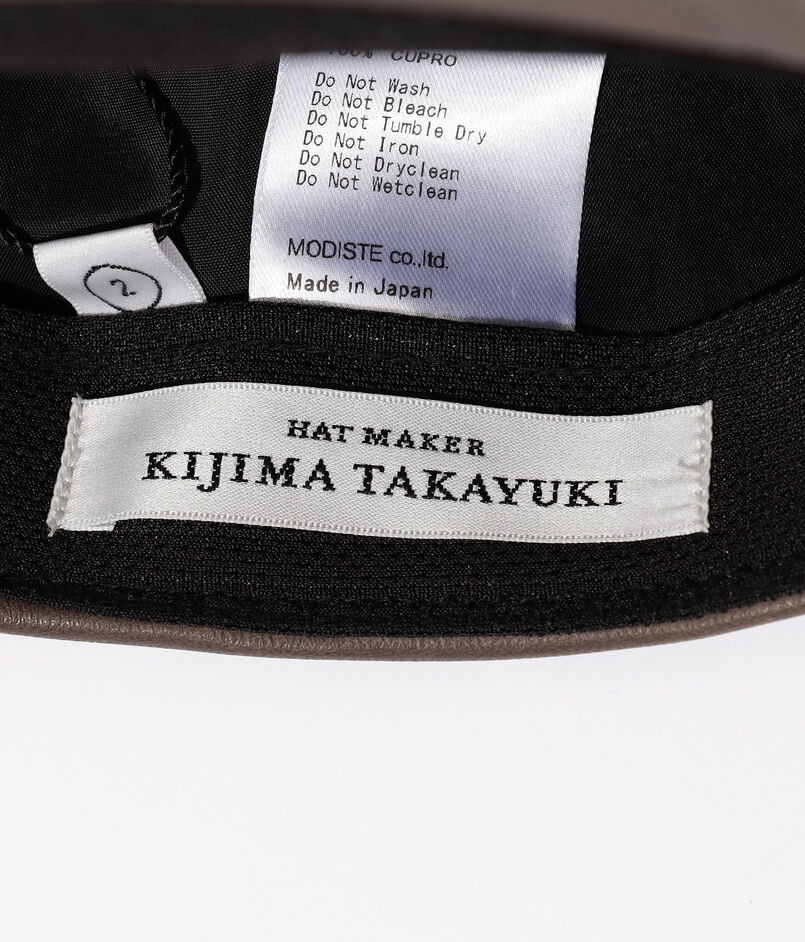 100% CUPRO
Do Not Wash
Do Not Bleach
Do Not Tumble Dry
Do Not Iron
Do Not Dryclean
Do Not Wetclean
MODISTE co.,ltd.
Made in Japan
2
HAT MAKER
KIJIMA TAKAYUKI